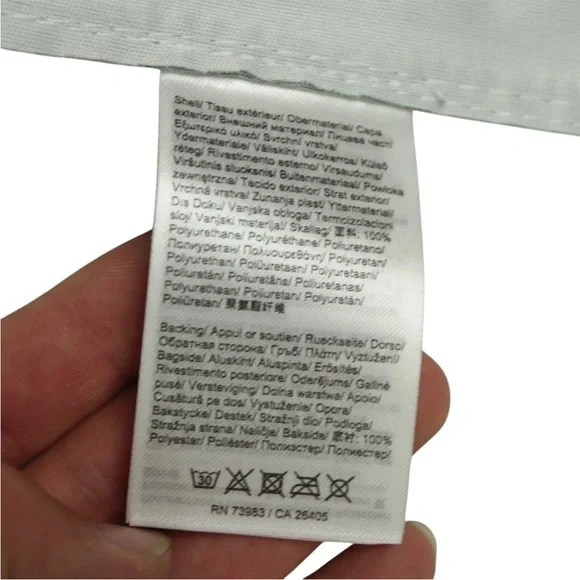 Shell/ Tissu extérieur/ Obermaterial/ Capa
exterior/ Внешний материал/ Лицева част/
Εξωτερικό υλικό/ Svrchní vrstva/
Ydermateriale/ Väliskiht/ Ulkokerros/ Külső
réteg/ Rivestimento esterno/ Virsauduma/
Viršutinis sluoksnis/ Buitenmateriaal/ Powłoka
zewnętrzna/ Tecido exterior/ Strat exterior/
Vrchná vrstva/ Zunanja plast/ Yttermaterial/
Dış Doku/ Vanjska obloga/ Termoizolacioni
sloj/ Vanjski materijal/ Skallag/ 面料: 100%
Polyurethane/ Polyuréthane/ Poliuretano/
Полиуретан/ Πολυουρεθάνη/ Polyuretan/
Polyurethan/ Polüuretaan/ Polyuretaani/
Poliuretán/ Poliuretāns/ Poliuretanas/
Polyurethaan/ Poliuretan/ Polyuretán/
Poliüretan/ 聚氨酯纤维
Backing/ Appui or soutien/ Rueckseite/ Dorso/
Обратная сторона/ Гръб/ Πλάτη/ Vyztužení/
Bagside/ Aluskiht/ Aluspinta/ Erősítés/
Rivestimento posteriore/ Oderējums/ Galinė
pusė/ Versteviging/ Dolna warstwa/ Apoio/
Cusătură pe dos/ Vystuženie/ Opora/
Bakstycke/ Destek/ Stražnji dio/ Podloga/
Stražnja strana/ Naličje/ Bakside/ 底衬: 100%
Polyester/ Poliéster/ Полиэстер/ Полиестер/
30
RN 73983 / CA 26405